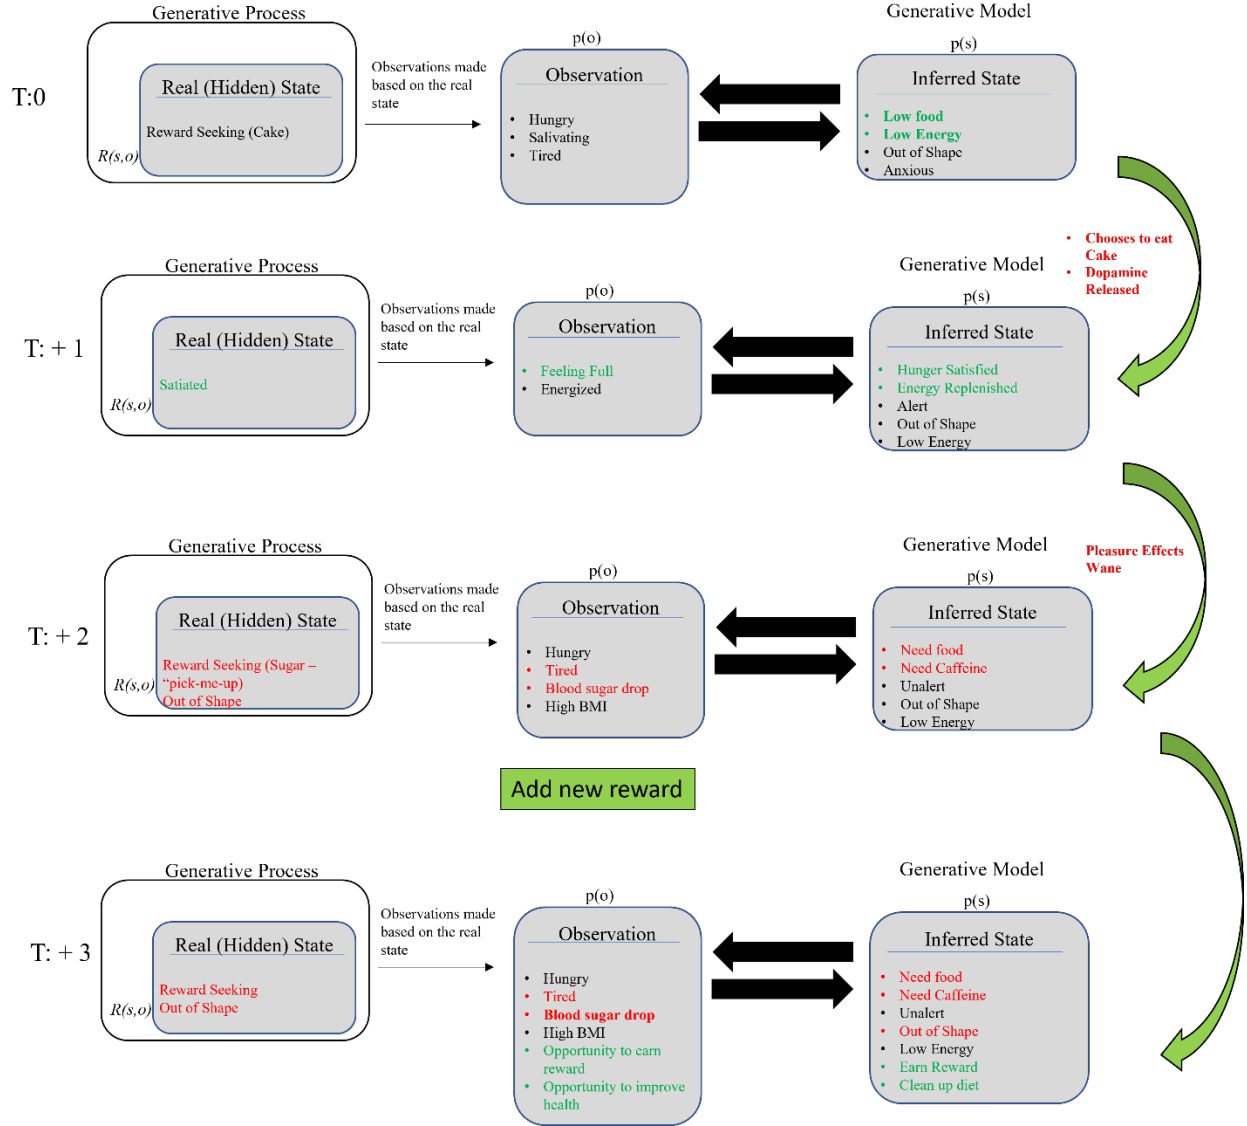 Generative Process
Generative Model
p(o)
p(s)
T:0
Real (Hidden) State
Reward Seeking (Cake)
R(s,o)
Observations made
based on the real
state
Observation
• Hungry
• Salivating
• Tired
Inferred State
• Low food
• Low Energy
• Out of Shape
• Anxious
• Chooses to eat
Cake
• Dopamine
Released
Generative Process
Generative Model
p(o)
p(s)
T: + 1
Real (Hidden) State
Satiated
R(s,o)
Observations made
based on the real
state
Observation
• Feeling Full
• Energized
Inferred State
• Hunger Satisfied
• Energy Replenished
• Alert
• Out of Shape
• Low Energy
Pleasure Effects
Wane
Generative Process
Generative Model
p(o)
p(s)
T: + 2
Real (Hidden) State
Reward Seeking (Sugar –
“pick-me-up)
Out of Shape
R(s,o)
Observations made
based on the real
state
Observation
• Hungry
• Tired
• Blood sugar drop
• High BMI
Inferred State
• Need food
• Need Caffeine
• Unalert
• Out of Shape
• Low Energy
Add new reward
Generative Process
Generative Model
p(o)
p(s)
T: + 3
Real (Hidden) State
Reward Seeking
Out of Shape
R(s,o)
Observations made
based on the real
state
Observation
• Hungry
• Tired
• Blood sugar drop
• High BMI
• Opportunity to earn
reward
• Opportunity to improve
health
Inferred State
• Need food
• Need Caffeine
• Unalert
• Out of Shape
• Low Energy
• Earn Reward
• Clean up diet